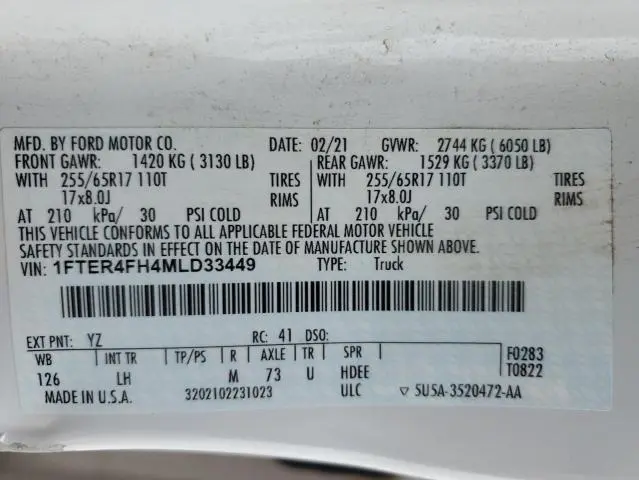 MFD. BY FORD MOTOR CO. DATE: 02/21 GVWR: 2744 KG ( 6050 LB)
FRONT GAWR: 1420 KG ( 3130 LB) REAR GAWR: 1529 KG ( 3370 LB)
WITH 255/65R17 110T TIRES WITH 255/65R17 110T TIRES
17x8.0J RIMS 17x8.0J RIMS
AT 210 kPa/ 30 PSI COLD AT 210 kPa/ 30 PSI COLD
THIS VEHICLE CONFORMS TO ALL APPLICABLE FEDERAL MOTOR VEHICLE
SAFETY STANDARDS IN EFFECT ON THE DATE OF MANUFACTURE SHOWN ABOVE.
VIN: 1FTER4FH4MLD33449 TYPE: Truck
EXT PNT: YZ RC: 41 DSO:
WB INT TR TP/PS R AXLE TR SPR F0283
126 LH M 73 U HDEE T0822
MADE IN U.S.A. 3202102231023 ULC ▽ 5U5A-3520472-AA